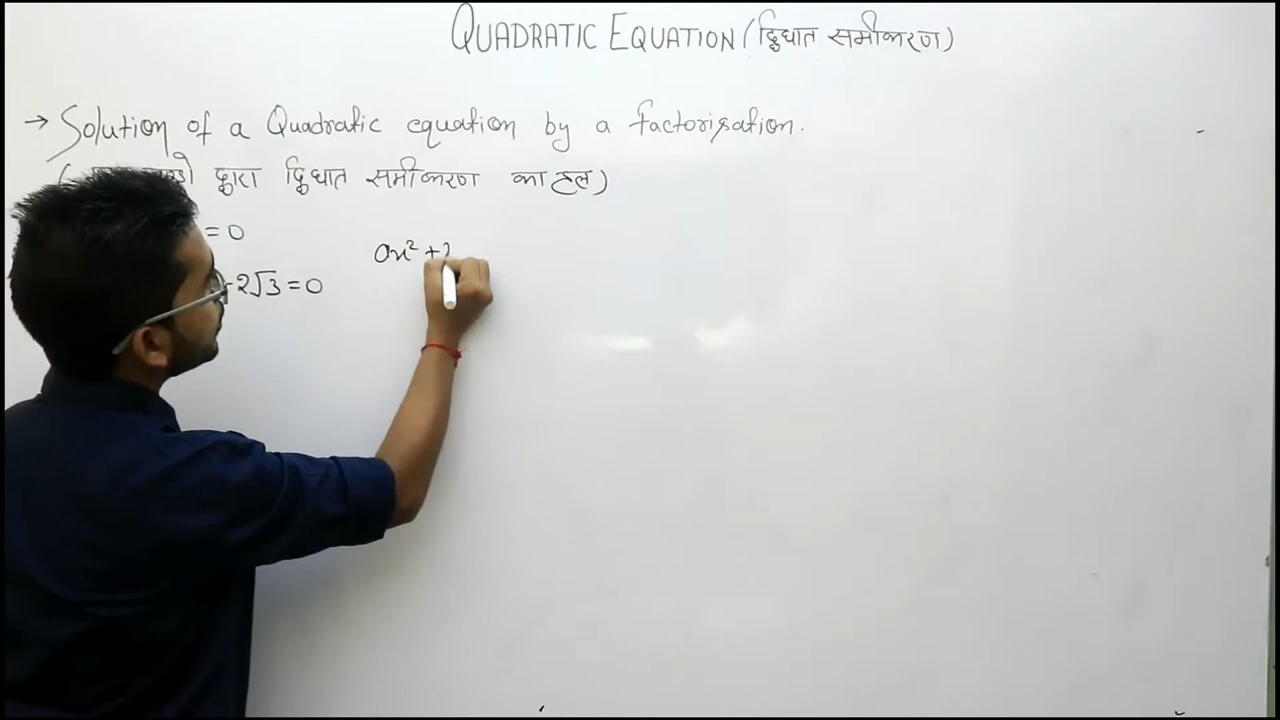 QUADRATIC EQUATION (द्विघात समीकरण)
→ Solution of a Quadratic equation by a factorisation.
( द्वारा द्विघात समीकरण का हल)
= 0
ax² +
- 2√3 = 0